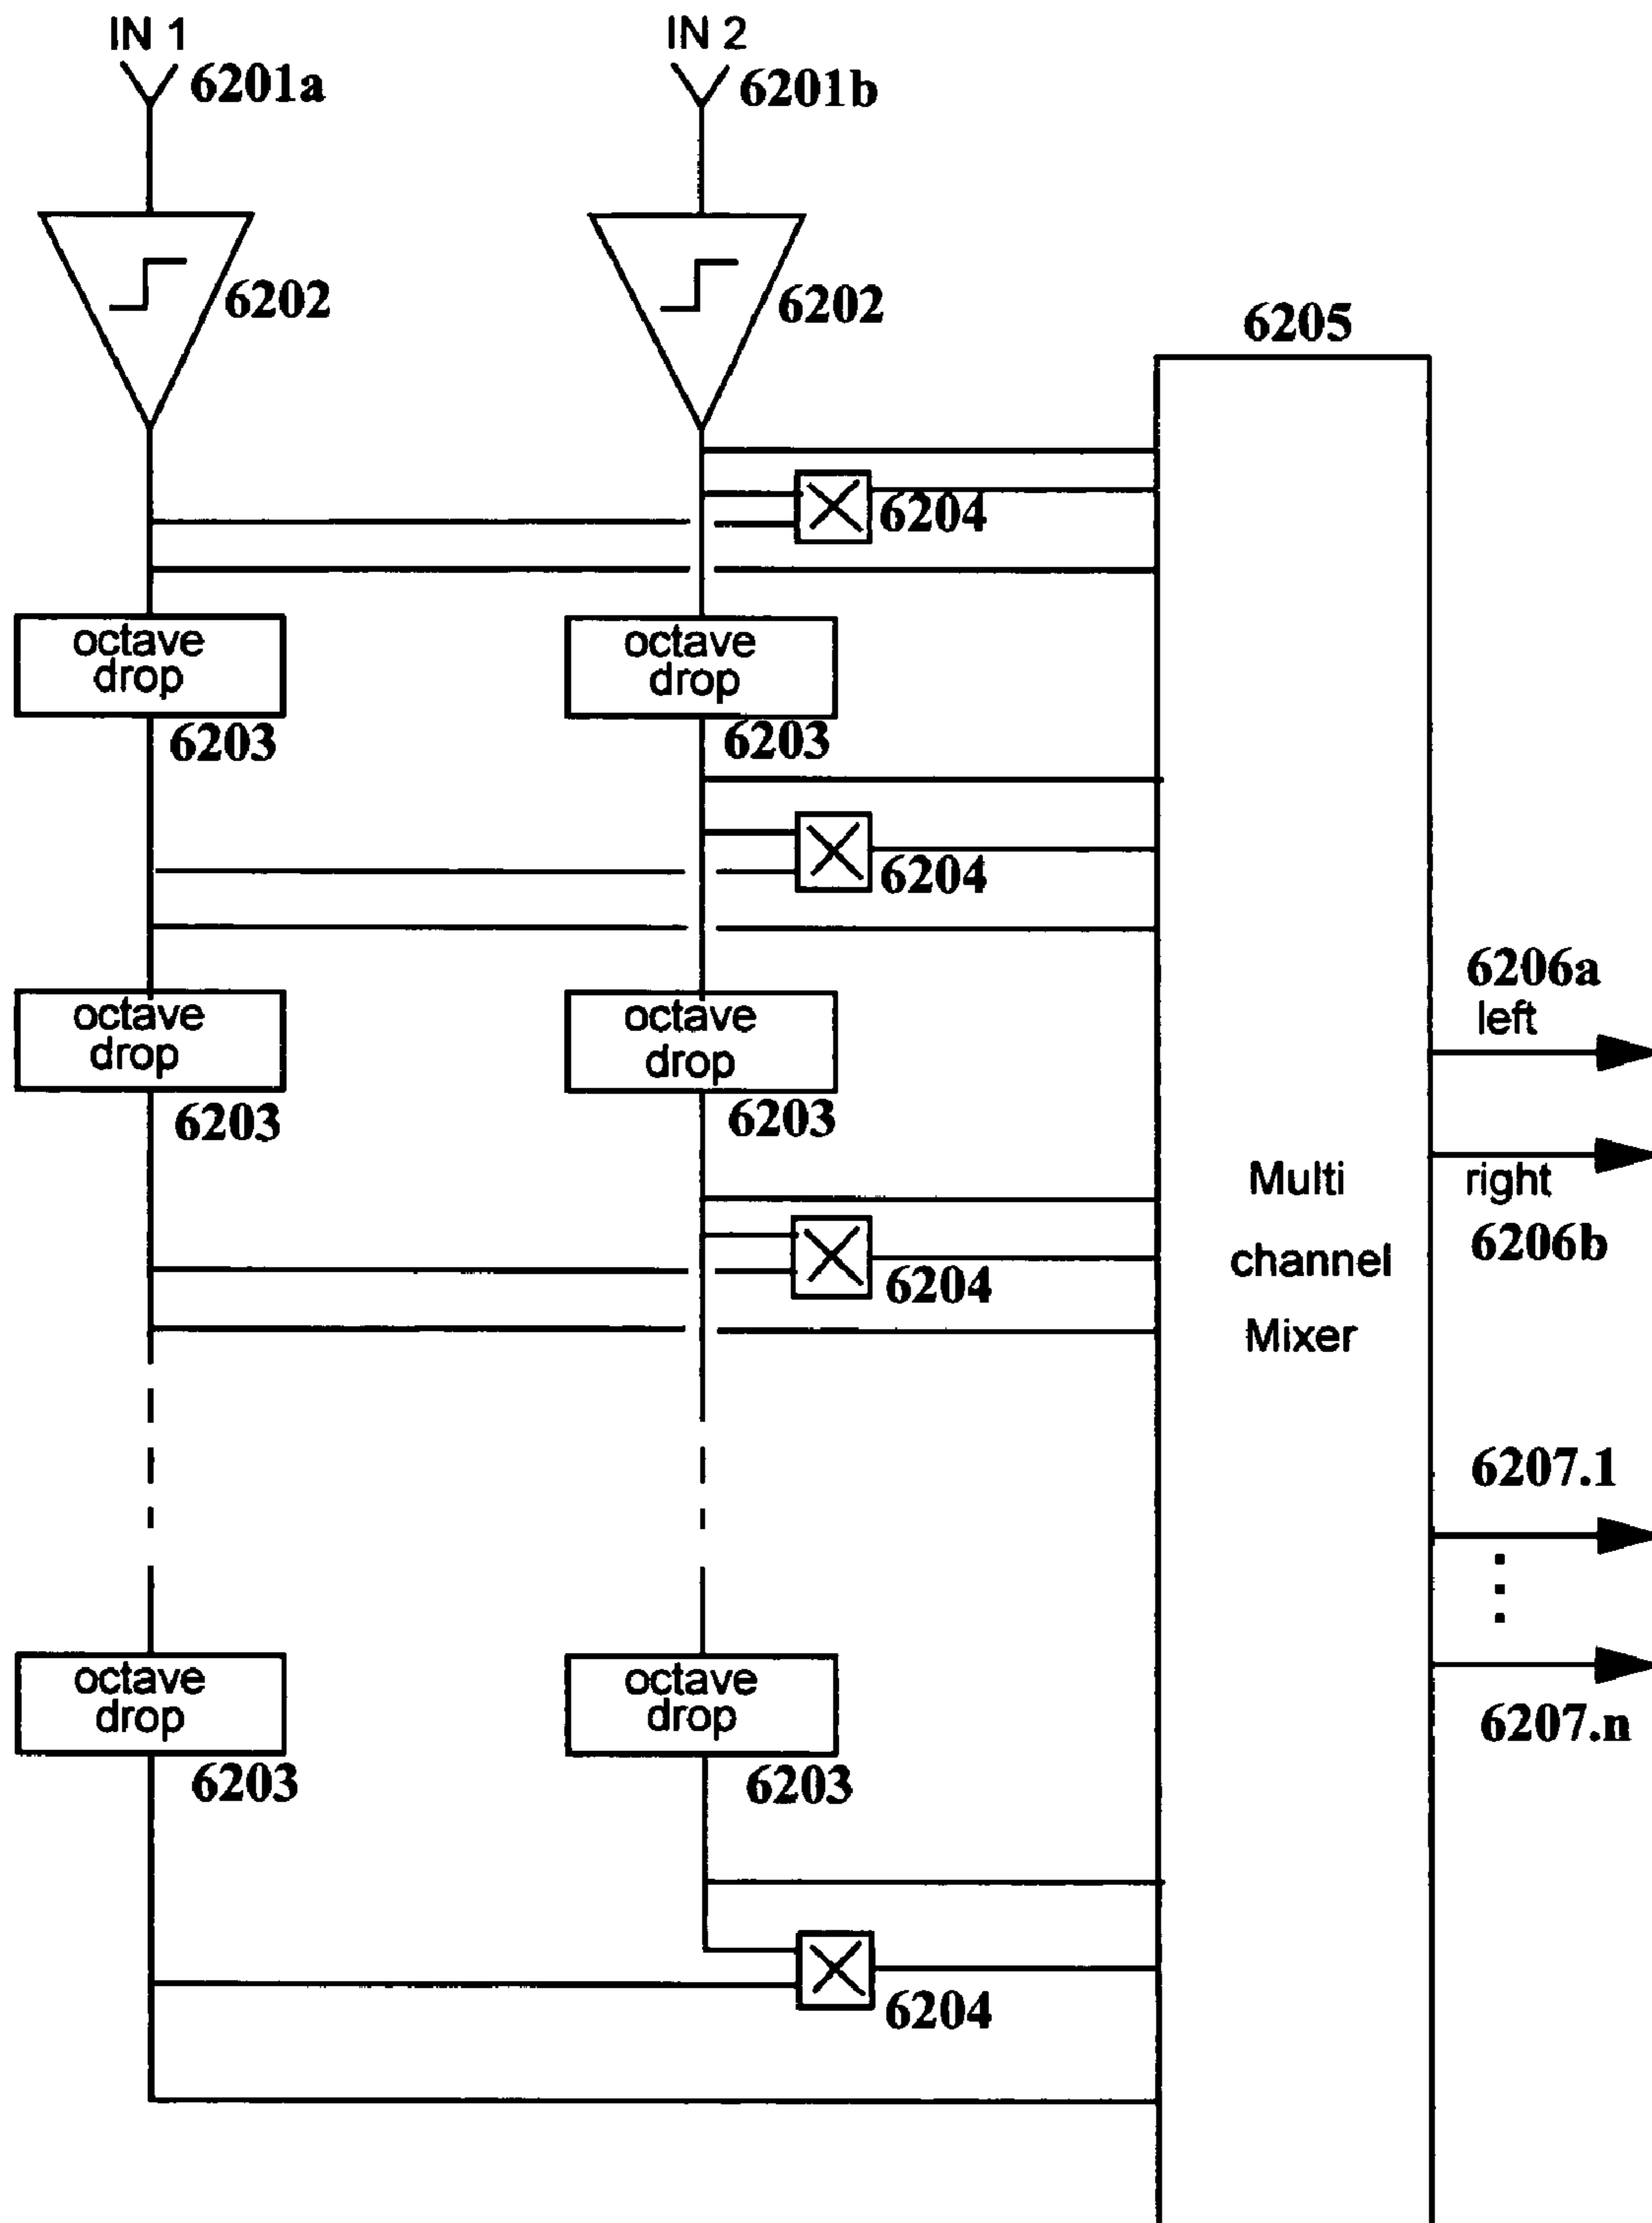 IN 1
IN 2
6201a
6201b
6202
6202
6205
6204
octave
drop
octave
drop
6203
6203
6204
6206a
left
octave
drop
octave
drop
6203
6203
Multi
channel
Mixer
right
6206b
6204
6207.1
octave
drop
octave
drop
6207.n
6203
6203
6204